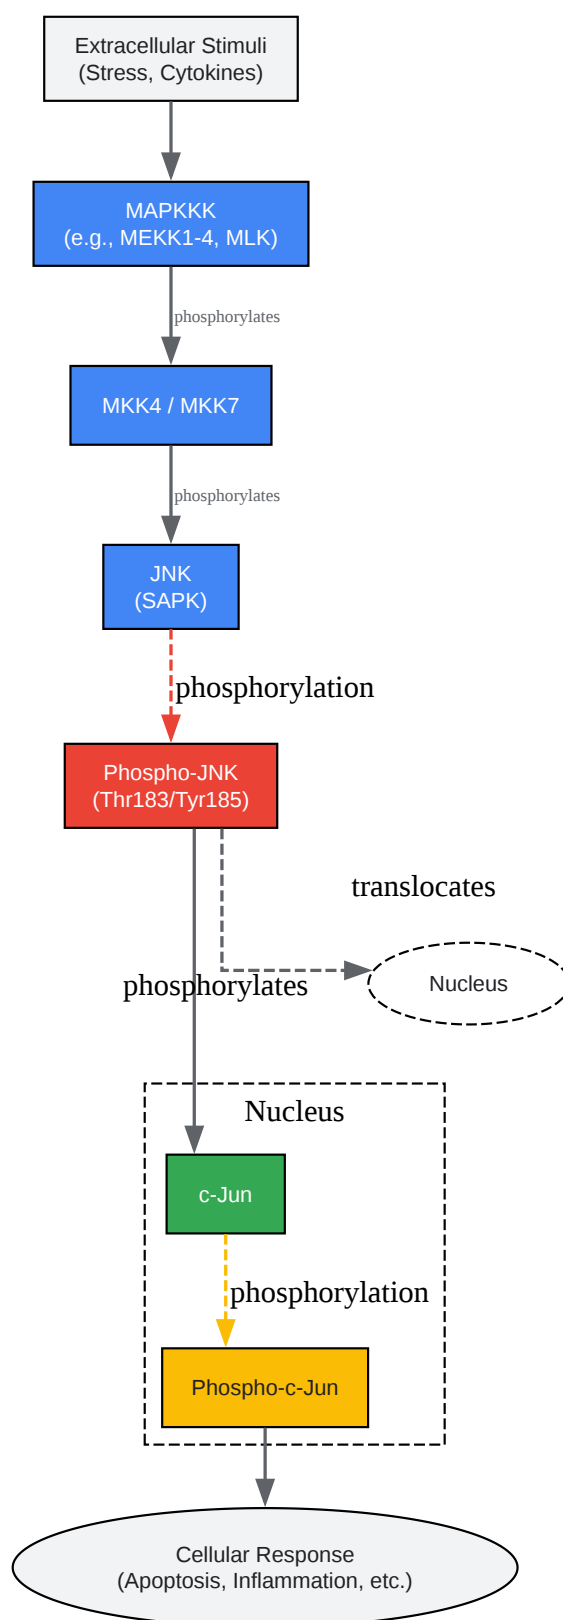 Extracellular Stimuli
(Stress, Cytokines)
MAPKKK
(e.g., MEKK1-4, MLK)
phosphorylates
MKK4 / MKK7
phosphorylates
JNK
(SAPK)
phosphorylation
Phospho-JNK
(Thr183/Tyr185)
translocates
phosphorylates
Nucleus
Nucleus
c-Jun
phosphorylation
Phospho-c-Jun
Cellular Response
(Apoptosis, Inflammation, etc.)